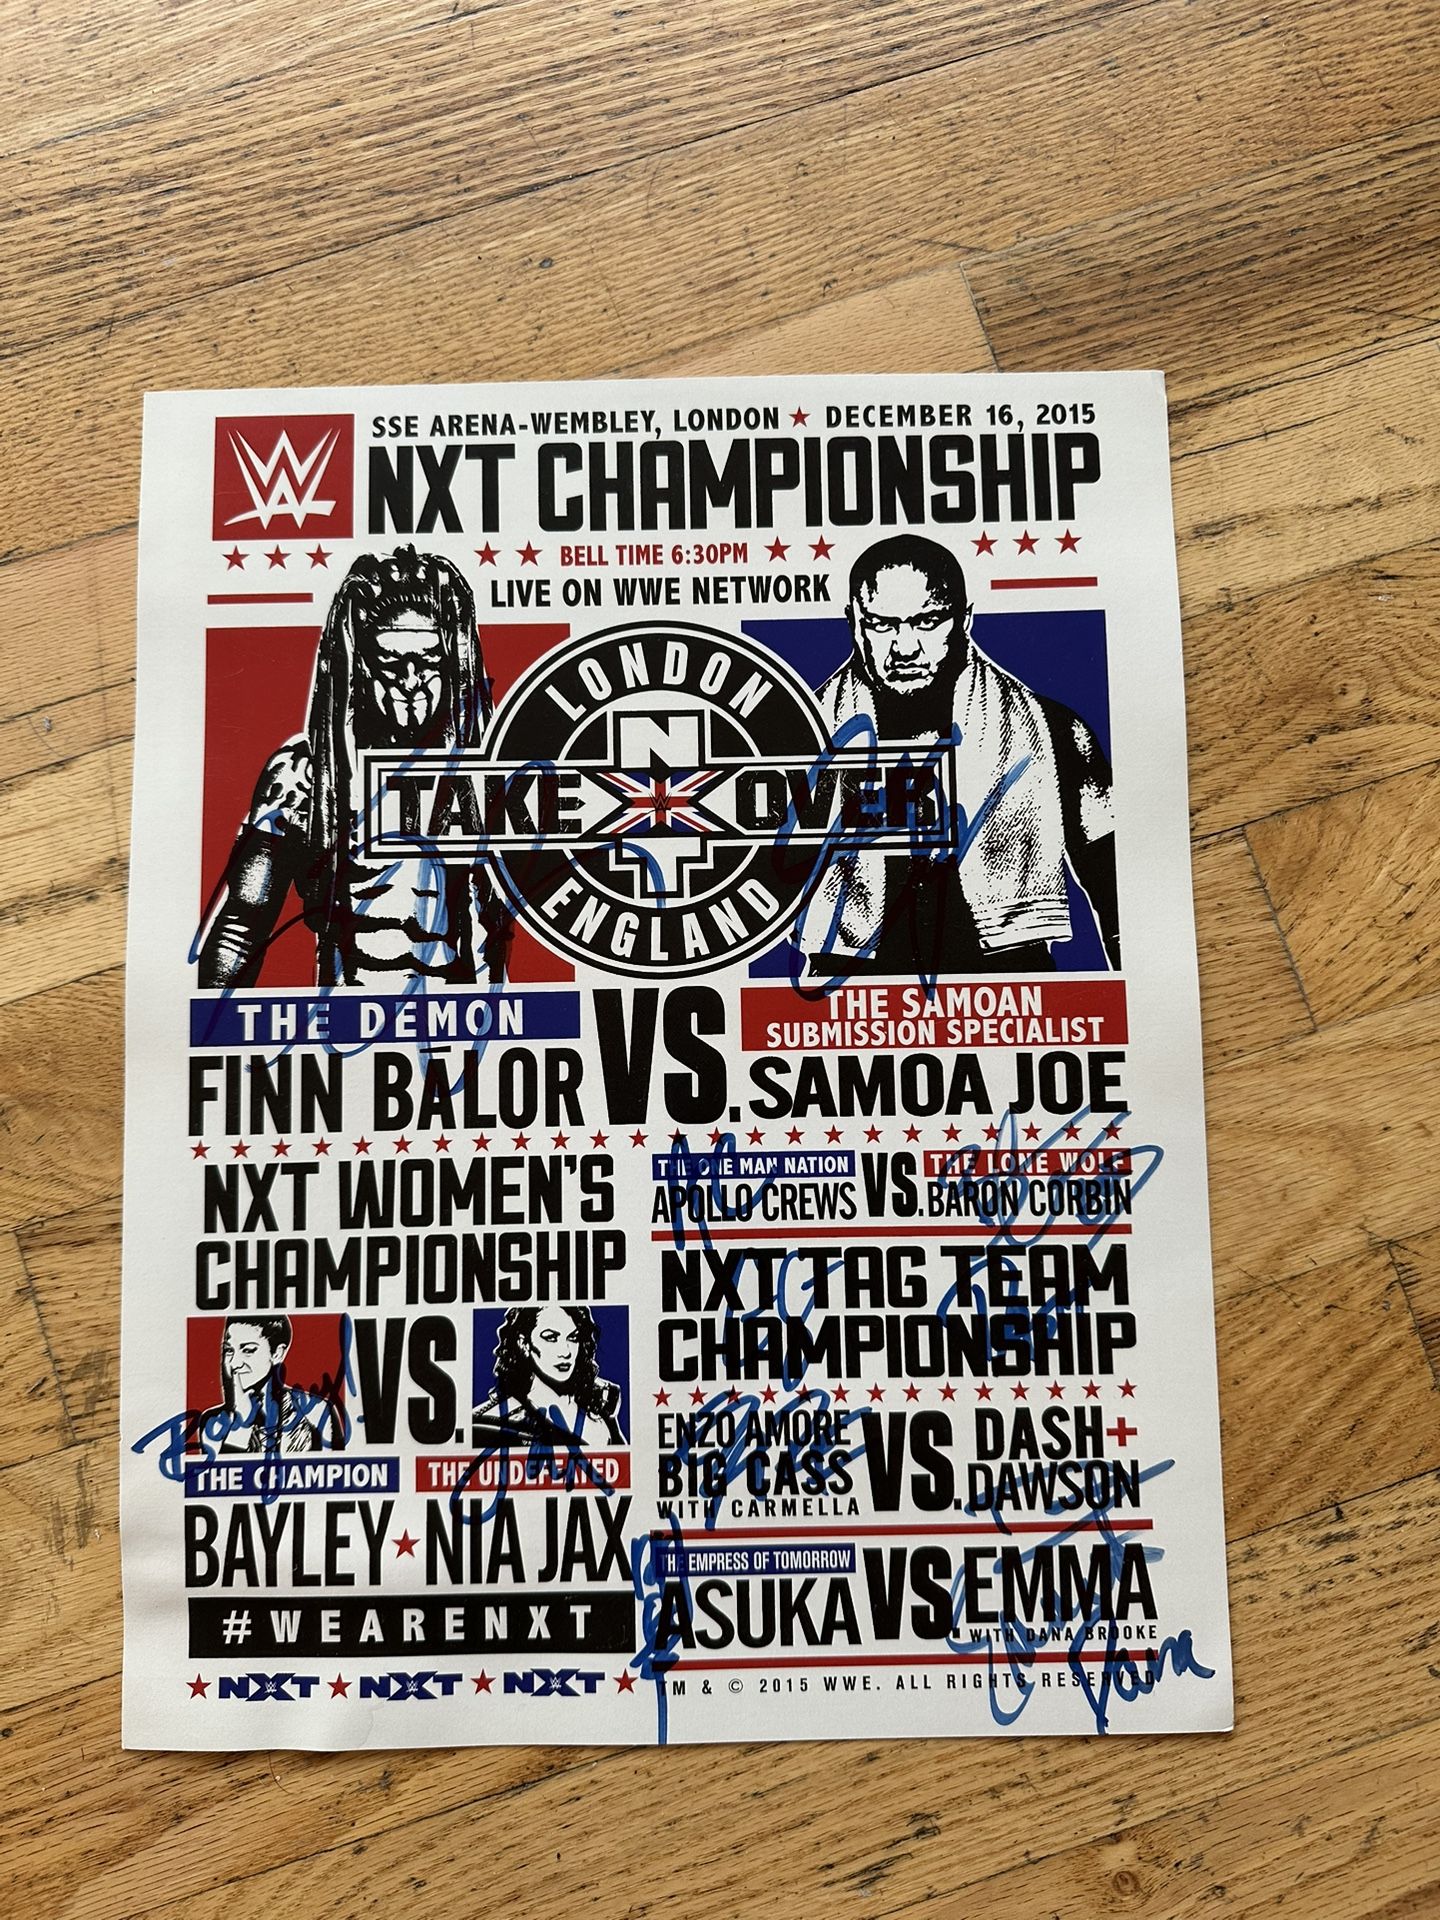 W
SSE ARENA-WEMBLEY, LONDON ★ DECEMBER 16, 2015
NXT CHAMPIONSHIP
BELL TIME 6:30PM
LIVE ON WWE NETWORK
LONDON
N
TAKE X OVER
T
ENGLAND
THE DEMON
FINN BÁLOR
VS.
THE SAMOAN
SUBMISSION SPECIALIST
SAMOA JOE
NXT WOMEN'S
CHAMPIONSHIP
VS.
Bayley!
THE CHAMPION
THE UNDEFEATED
BAYLEY ★ NIA JAX
#WEARENXT
★ NXT ★ NXT ★ NXT ★
AC
THE ONE MAN NATION
APOLLO CREWS
VS.
THE LONE WOLF
BARON CORBIN
NXT TAG TEAM
CHAMPIONSHIP
ENZO AMORE
BIG CASS
WITH CARMELLA
VS.
DASH+
DAWSON
THE EMPRESS OF TOMORROW
ASUKA
VS.
EMMA
WITH DANA BROOKE
Dana
TM & © 2015 WWE. ALL RIGHTS RESERVED